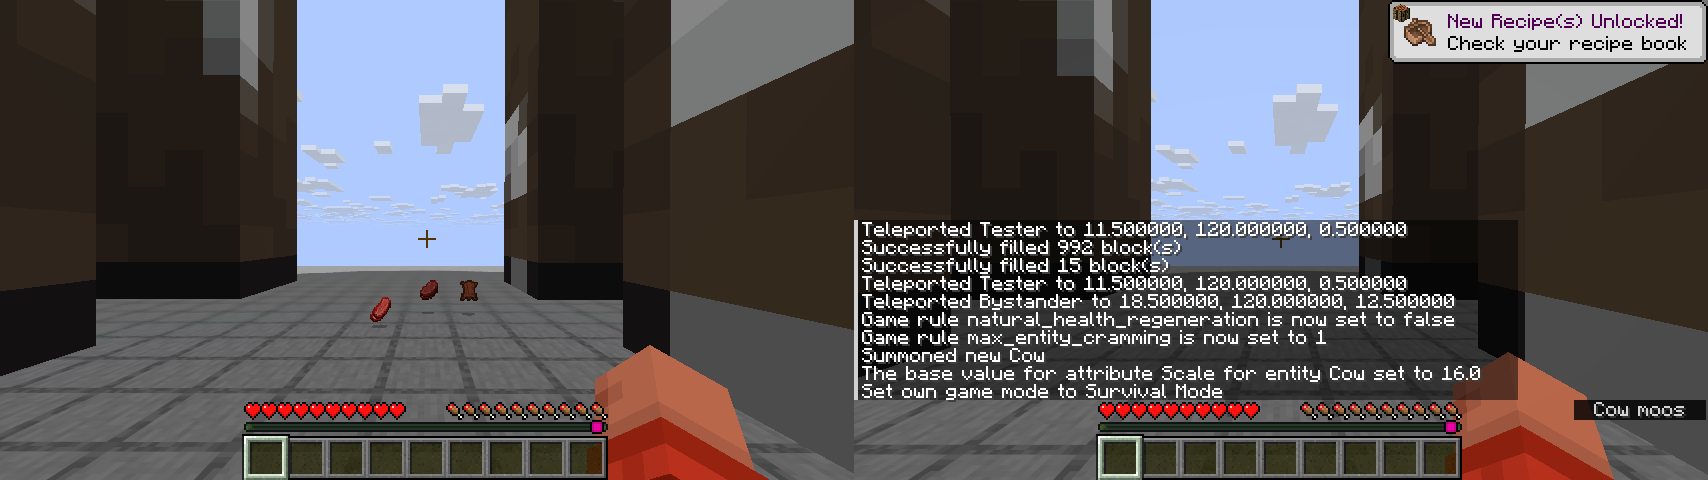 New Recipe(s) Unlocked!
Check your recipe book
Teleported Tester to 11.500000, 120.000000, 0.500000
Successfully filled 992 block(s)
Successfully filled 15 block(s)
Teleported Tester to 11.500000, 120.000000, 0.500000
Teleported Bystander to 18.500000, 120.000000, 12.500000
Game rule natural_health_regeneration is now set to false
Game rule max_entity_cramming is now set to 1
Summoned new Cow
The base value for attribute Scale for entity Cow set to 16.0
Set own game mode to Survival Mode
Cow moos